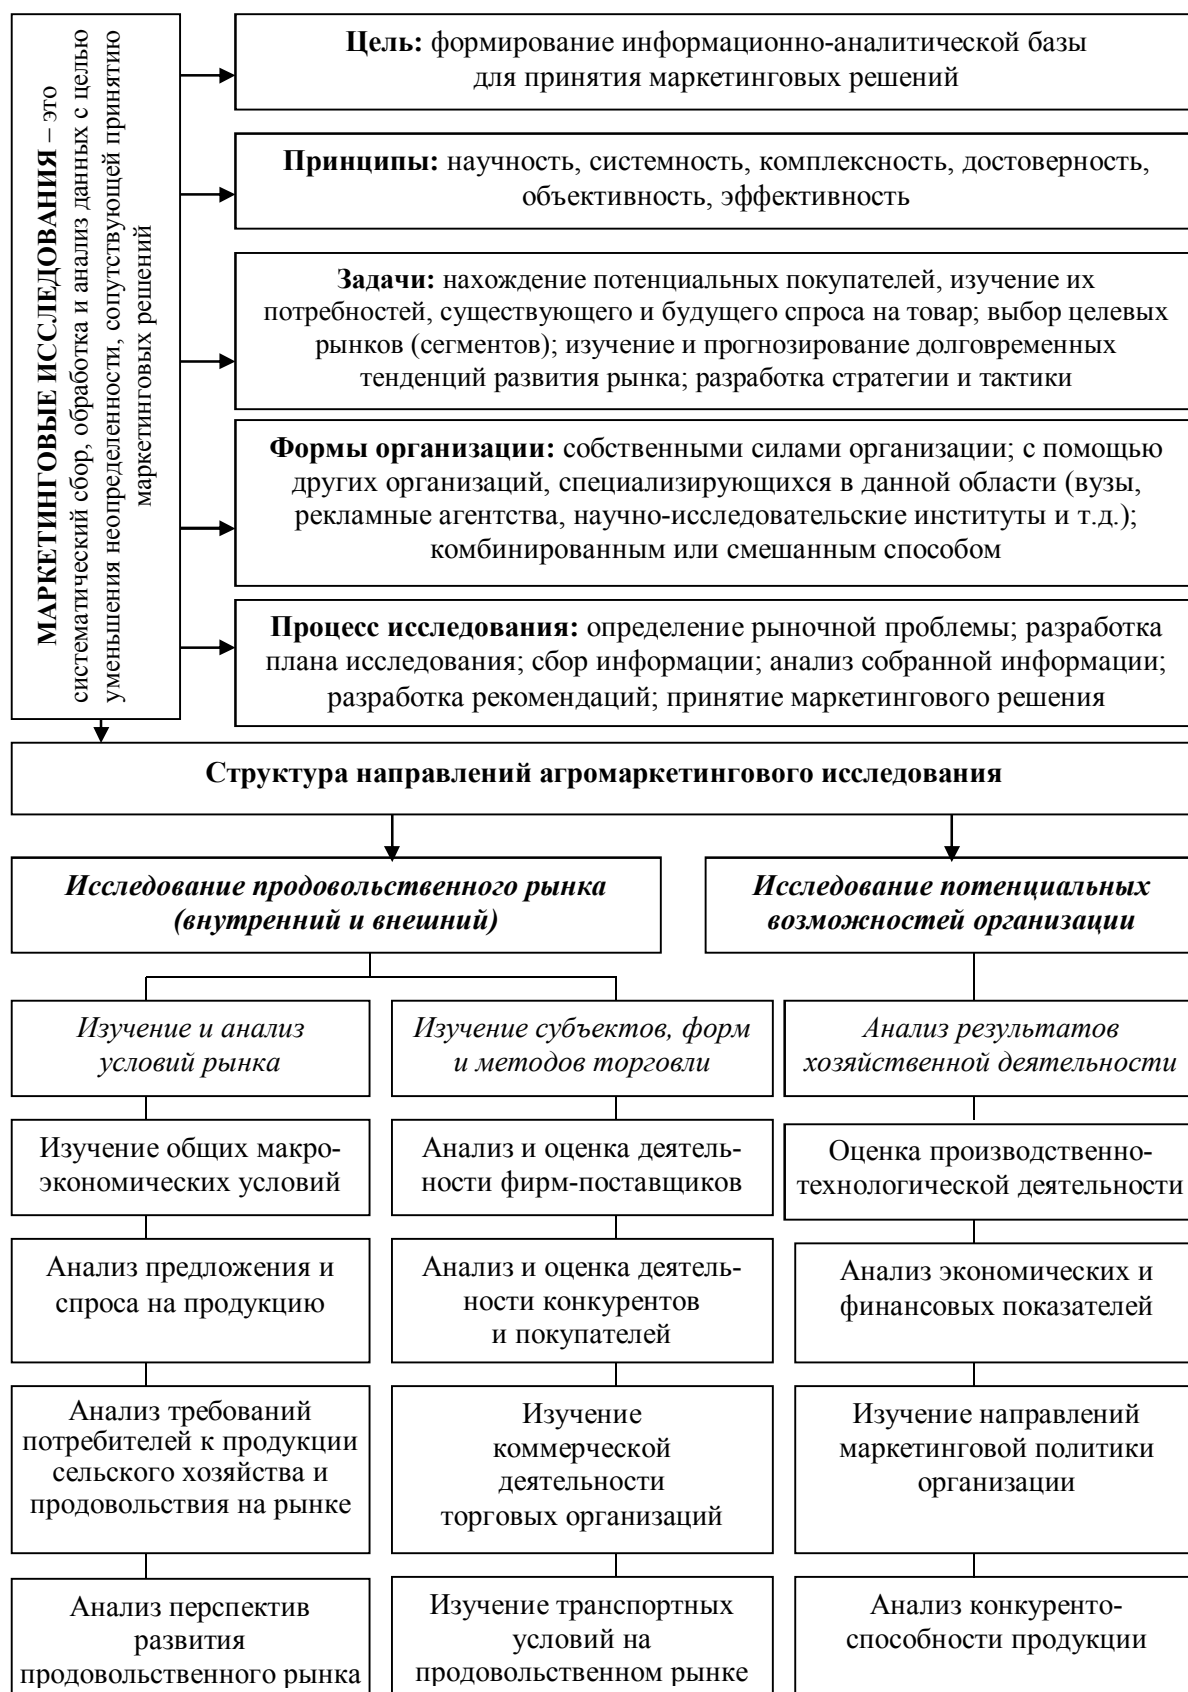 МАРКЕТИНГОВЫЕ ИССЛЕДОВАНИЯ – это
систематический сбор, обработка и анализ данных с целью
уменьшения неопределенности, сопутствующей принятию
маркетинговых решений
Цель: формирование информационно-аналитической базы
для принятия маркетинговых решений
Принципы: научность, системность, комплексность, достоверность,
объективность, эффективность
Задачи: нахождение потенциальных покупателей, изучение их
потребностей, существующего и будущего спроса на товар; выбор целевых
рынков (сегментов); изучение и прогнозирование долговременных
тенденций развития рынка; разработка стратегии и тактики
Формы организации: собственными силами организации; с помощью
других организаций, специализирующихся в данной области (вузы,
рекламные агентства, научно-исследовательские институты и т.д.);
комбинированным или смешанным способом
Процесс исследования: определение рыночной проблемы; разработка
плана исследования; сбор информации; анализ собранной информации;
разработка рекомендаций; принятие маркетингового решения
Структура направлений агромаркетингового исследования
Исследование продовольственного рынка
(внутренний и внешний)
Исследование потенциальных
возможностей организации
Изучение и анализ
условий рынка
Изучение субъектов, форм
и методов торговли
Анализ результатов
хозяйственной деятельности
Изучение общих макро-
экономических условий
Анализ и оценка деятель-
ности фирм-поставщиков
Оценка производственно-
технологической деятельности
Анализ предложения и
спроса на продукцию
Анализ и оценка деятель-
ности конкурентов
и покупателей
Анализ экономических и
финансовых показателей
Анализ требований
потребителей к продукции
сельского хозяйства и
продовольствия на рынке
Изучение
коммерческой
деятельности
торговых организаций
Изучение направлений
маркетинговой политики
организации
Анализ перспектив
развития
продовольственного рынка
Изучение транспортных
условий на
продовольственном рынке
Анализ конкуренто-
способности продукции